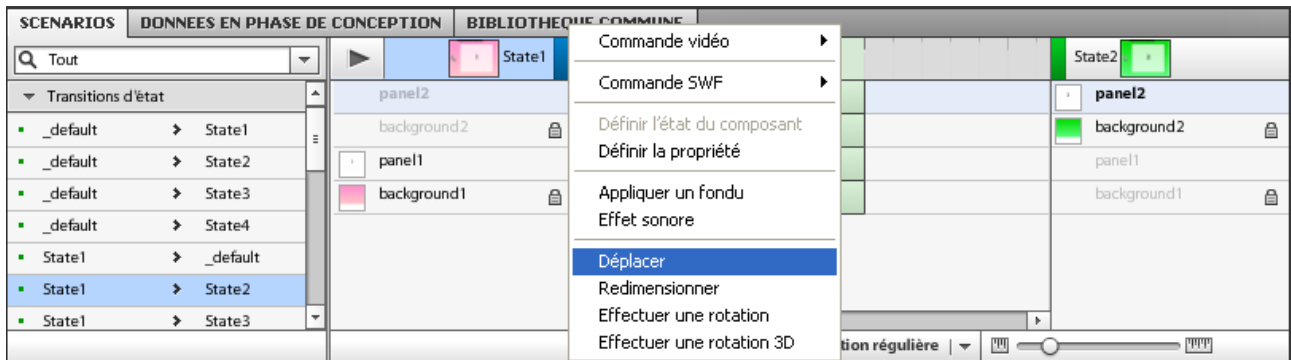 SCENARIOS DONNEES EN PHASE DE CONCEPTION BIBLIOTHEQUE COMMUNE
Tout
Transitions d'état
_default State1
_default State2
_default State3
_default State4
State1 _default
State1 State2
State1 State3
State1
panel2
background2
panel1
background1
Commande vidéo
Commande SWF
Définir l'état du composant
Définir la propriété
Appliquer un fondu
Effet sonore
Déplacer
Redimensionner
Effectuer une rotation
Effectuer une rotation 3D
State2
panel2
background2
panel1
background1
tion régulière